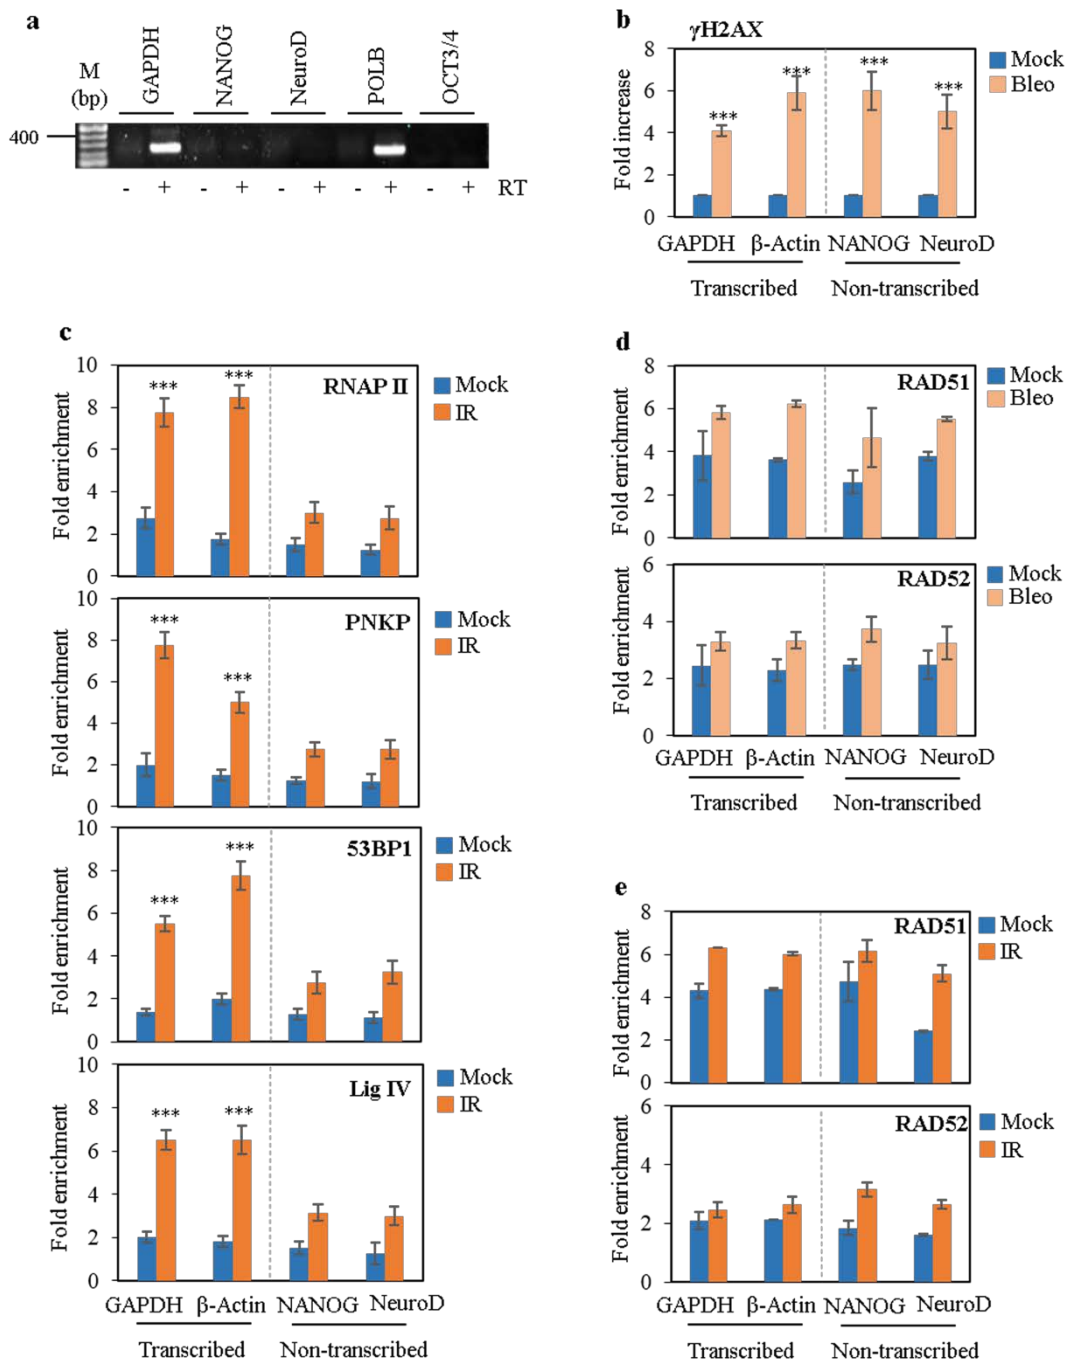 a
M
(bp)
GAPDH
NANOG
NeuroD
POLB
OCT3/4
400
- + - + - + - + - + RT
b
γH2AX
Fold increase
8
6
4
2
0
*** *** *** ***
Mock
Bleo
GAPDH β-Actin NANOG NeuroD
Transcribed Non-transcribed
c
RNAP II
Fold enrichment
10
8
6
4
2
0
*** ***
Mock
IR
PNKP
Fold enrichment
10
8
6
4
2
0
*** ***
Mock
IR
53BP1
Fold enrichment
10
8
6
4
2
0
*** ***
Mock
IR
Lig IV
Fold enrichment
10
8
6
4
2
0
*** ***
Mock
IR
GAPDH β-Actin NANOG NeuroD
Transcribed Non-transcribed
d
RAD51
Fold enrichment
8
6
4
2
0
Mock
Bleo
RAD52
Fold enrichment
6
4
2
0
Mock
Bleo
GAPDH β-Actin NANOG NeuroD
Transcribed Non-transcribed
e
RAD51
Fold enrichment
8
6
4
2
0
Mock
IR
RAD52
Fold enrichment
6
4
2
0
Mock
IR
GAPDH β-Actin NANOG NeuroD
Transcribed Non-transcribed